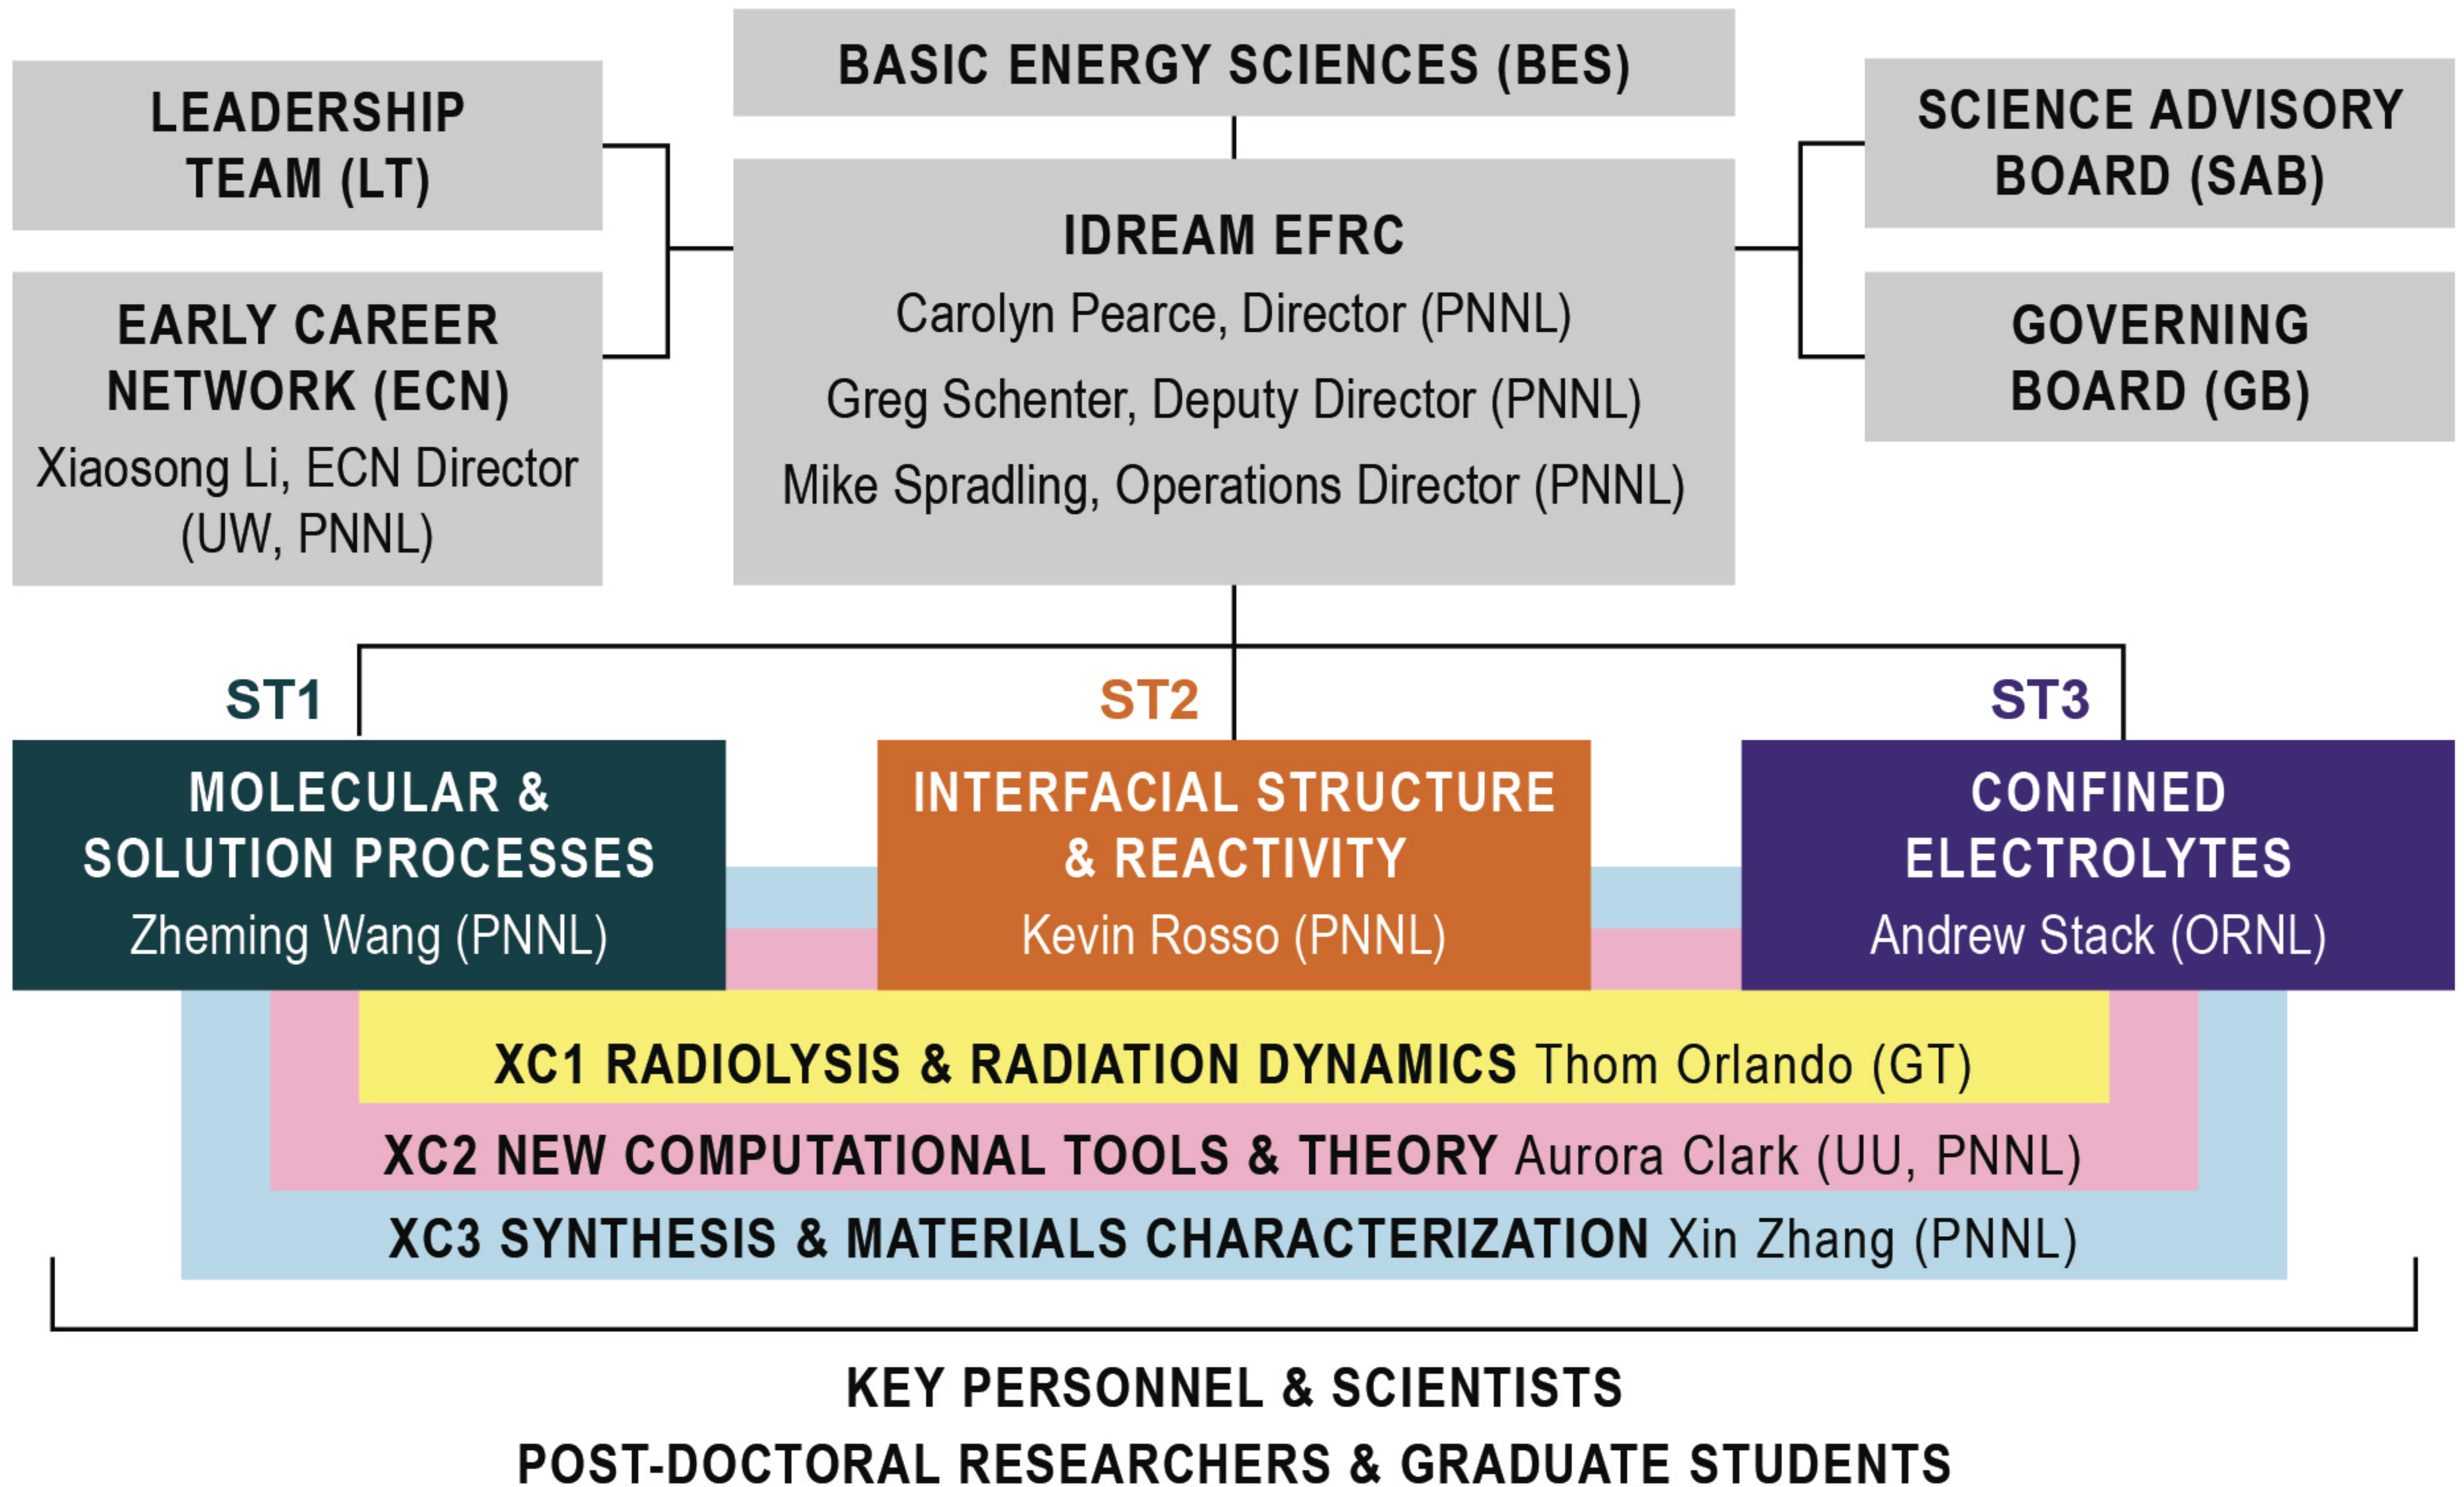 BASIC ENERGY SCIENCES (BES)
LEADERSHIP
TEAM (LT)
EARLY CAREER
NETWORK (ECN)
Xiaosong Li, ECN Director
(UW, PNNL)
IDREAM EFRC
Carolyn Pearce, Director (PNNL)
Greg Schenter, Deputy Director (PNNL)
Mike Spradling, Operations Director (PNNL)
SCIENCE ADVISORY
BOARD (SAB)
GOVERNING
BOARD (GB)
ST1
MOLECULAR &
SOLUTION PROCESSES
Zheming Wang (PNNL)
ST2
INTERFACIAL STRUCTURE
& REACTIVITY
Kevin Rosso (PNNL)
ST3
CONFINED
ELECTROLYTES
Andrew Stack (ORNL)
XC1 RADIOLYSIS & RADIATION DYNAMICS Thom Orlando (GT)
XC2 NEW COMPUTATIONAL TOOLS & THEORY Aurora Clark (UU, PNNL)
XC3 SYNTHESIS & MATERIALS CHARACTERIZATION Xin Zhang (PNNL)
KEY PERSONNEL & SCIENTISTS
POST-DOCTORAL RESEARCHERS & GRADUATE STUDENTS